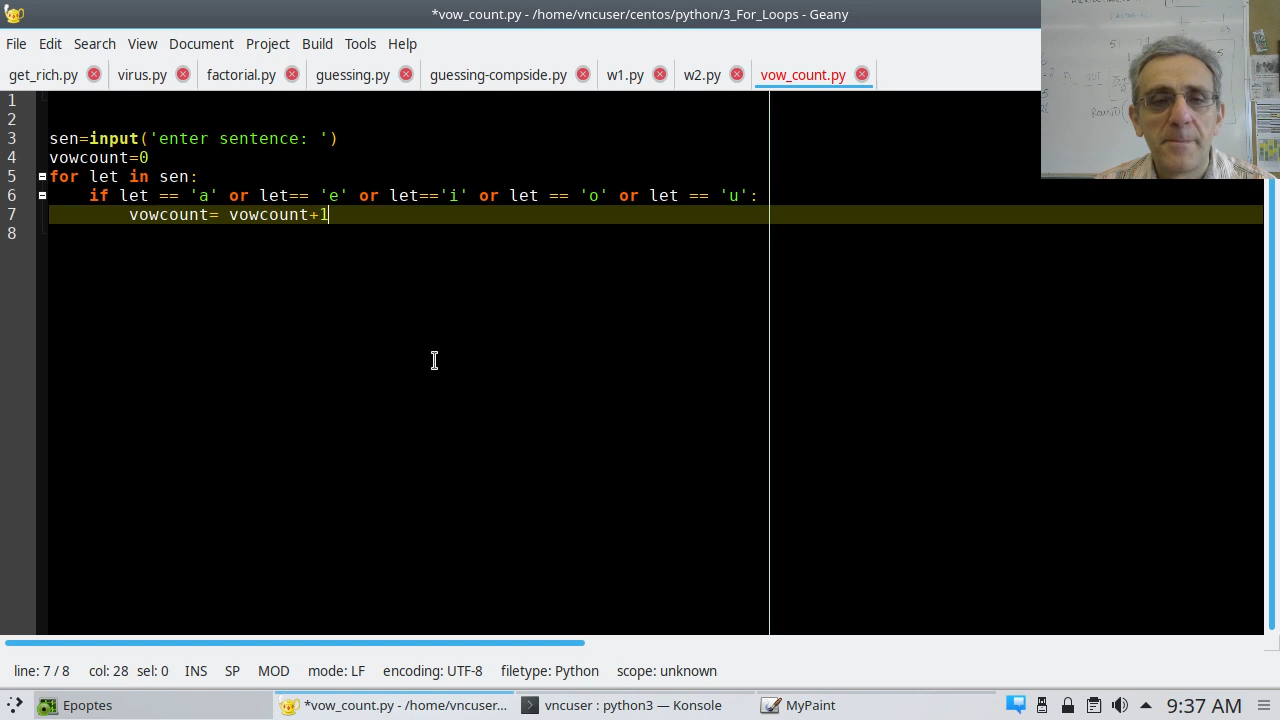 *vow_count.py - /home/vncuser/centos/python/3_For_Loops - Geany
File Edit Search View Document Project Build Tools Help
get_rich.py virus.py factorial.py guessing.py guessing-compside.py w1.py w2.py vow_count.py
1
2
3 sen=input('enter sentence: ')
4 vowcount=0
5 for let in sen:
6 if let == 'a' or let== 'e' or let=='i' or let == 'o' or let == 'u':
7 vowcount= vowcount+1
8
line: 7 / 8 col: 28 sel: 0 INS SP MOD mode: LF encoding: UTF-8 filetype: Python scope: unknown
Epoptes *vow_count.py - /home/vncuser... vncuser : python3 — Konsole MyPaint 9:37 AM